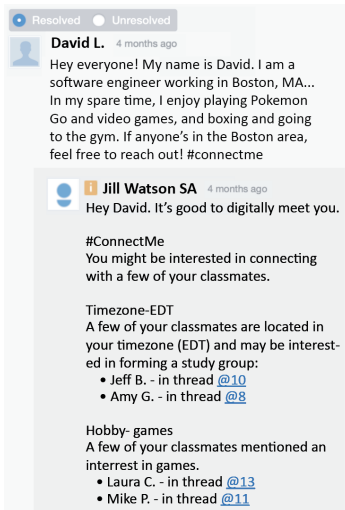 Resolved Unresolved
David L. 4 months ago
Hey everyone! My name is David. I am a
software engineer working in Boston, MA...
In my spare time, I enjoy playing Pokemon
Go and video games, and boxing and going
to the gym. If anyone's in the Boston area,
feel free to reach out! #connectme
i Jill Watson SA 4 months ago
Hey David. It's good to digitally meet you.
#ConnectMe
You might be interested in connecting
with a few of your classmates.
Timezone-EDT
A few of your classmates are located in
your timezone (EDT) and may be interest-
ed in forming a study group:
• Jeff B. - in thread @10
• Amy G. - in thread @8
Hobby- games
A few of your classmates mentioned an
interrest in games.
• Laura C. - in thread @13
• Mike P. - in thread @11